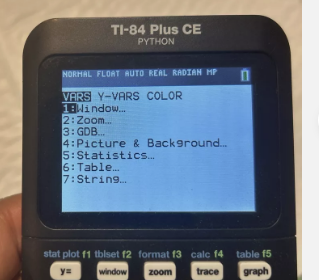 TI-84 Plus CE
PYTHON
NORMAL FLOAT AUTO REAL RADIAN MP
VARS Y-VARS COLOR
1:Window…
2:Zoom…
3:GDB…
4:Picture & Background…
5:Statistics…
6:Table…
7:String…
stat plot f1 tblset f2 format f3 calc f4 table f5
y= window zoom trace graph